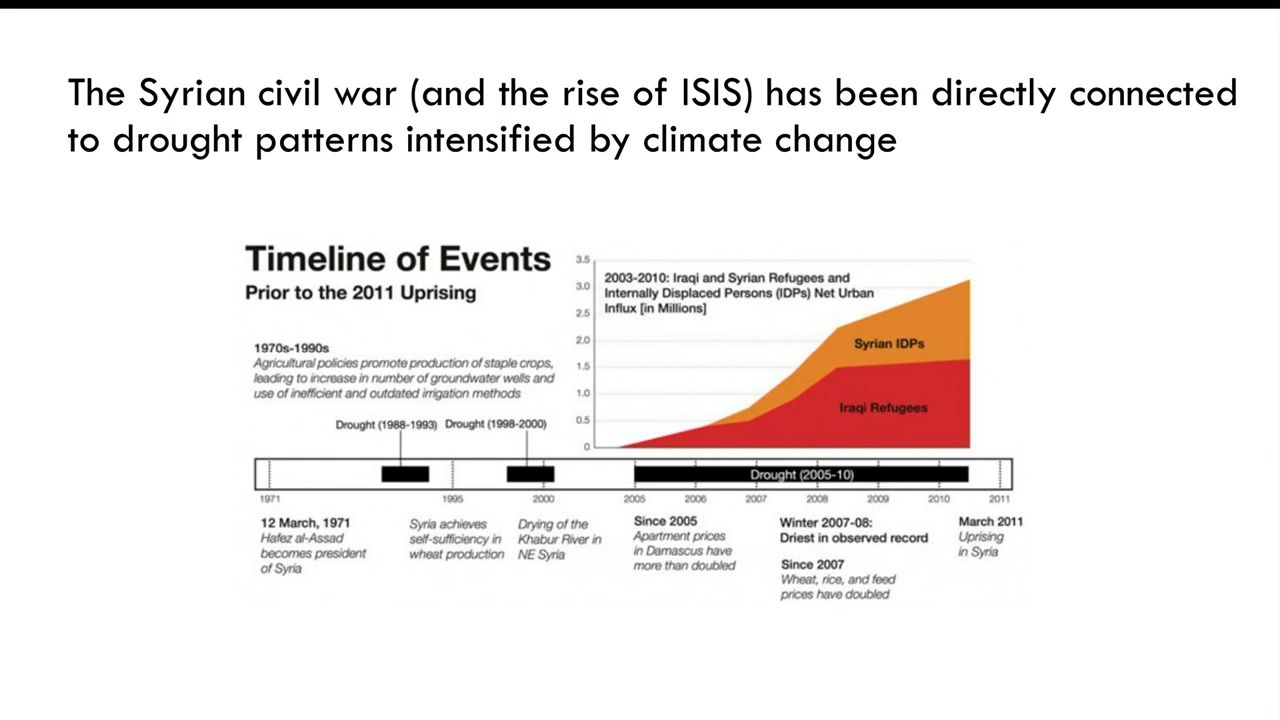 The Syrian civil war (and the rise of ISIS) has been directly connected
to drought patterns intensified by climate change
Timeline of Events
Prior to the 2011 Uprising
1970s-1990s
Agricultural policies promote production of staple crops,
leading to increase in number of groundwater wells and
use of inefficient and outdated irrigation methods
3.5
3.0
2.5
2.0
1.5
1.0
0.5
0
2003-2010: Iraqi and Syrian Refugees and
Internally Displaced Persons (IDPs) Net Urban
Influx [in Millions]
Syrian IDPs
Iraqi Refugees
Drought (1988-1993) Drought (1998-2000)
Drought (2005-10)
1971 1995 2000 2005 2006 2007 2008 2009 2010 2011
12 March, 1971
Hafez al-Assad
becomes president
of Syria
Syria achieves
self-sufficiency in
wheat production
Drying of the
Khabur River in
NE Syria
Since 2005
Apartment prices
in Damascus have
more than doubled
Winter 2007-08:
Driest in observed record
Since 2007
Wheat, rice, and feed
prices have doubled
March 2011
Uprising
in Syria